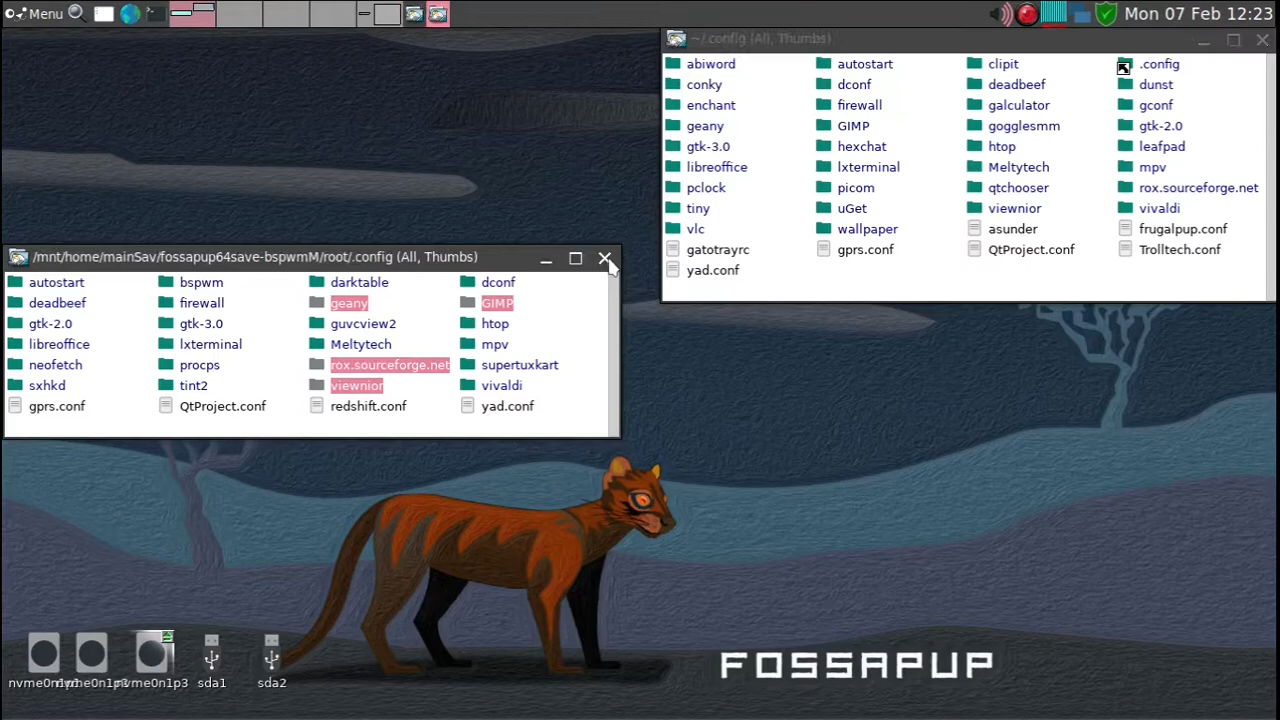 Menu Mon 07 Feb 12:23
~/.config (All, Thumbs)
abiword autostart clipit .config
conky dconf deadbeef dunst
enchant firewall galculator gconf
geany GIMP gogglesmm gtk-2.0
gtk-3.0 hexchat htop leafpad
libreoffice lxterminal Meltytech mpv
pclock picom qtchooser rox.sourceforge.net
tiny uGet viewnior vivaldi
vlc wallpaper asunder frugalpup.conf
gatotrayrc gprs.conf QtProject.conf Trolltech.conf
yad.conf
/mnt/home/mainSav/fossapup64save-bspwmM/root/.config (All, Thumbs)
autostart bspwm darktable dconf
deadbeef firewall geany GIMP
gtk-2.0 gtk-3.0 guvcview2 htop
libreoffice lxterminal Meltytech mpv
neofetch procps rox.sourceforge.net supertuxkart
sxhkd tint2 viewnior vivaldi
gprs.conf QtProject.conf redshift.conf yad.conf
FOSSAPUP
nvme0n1p3 sda1 sda2